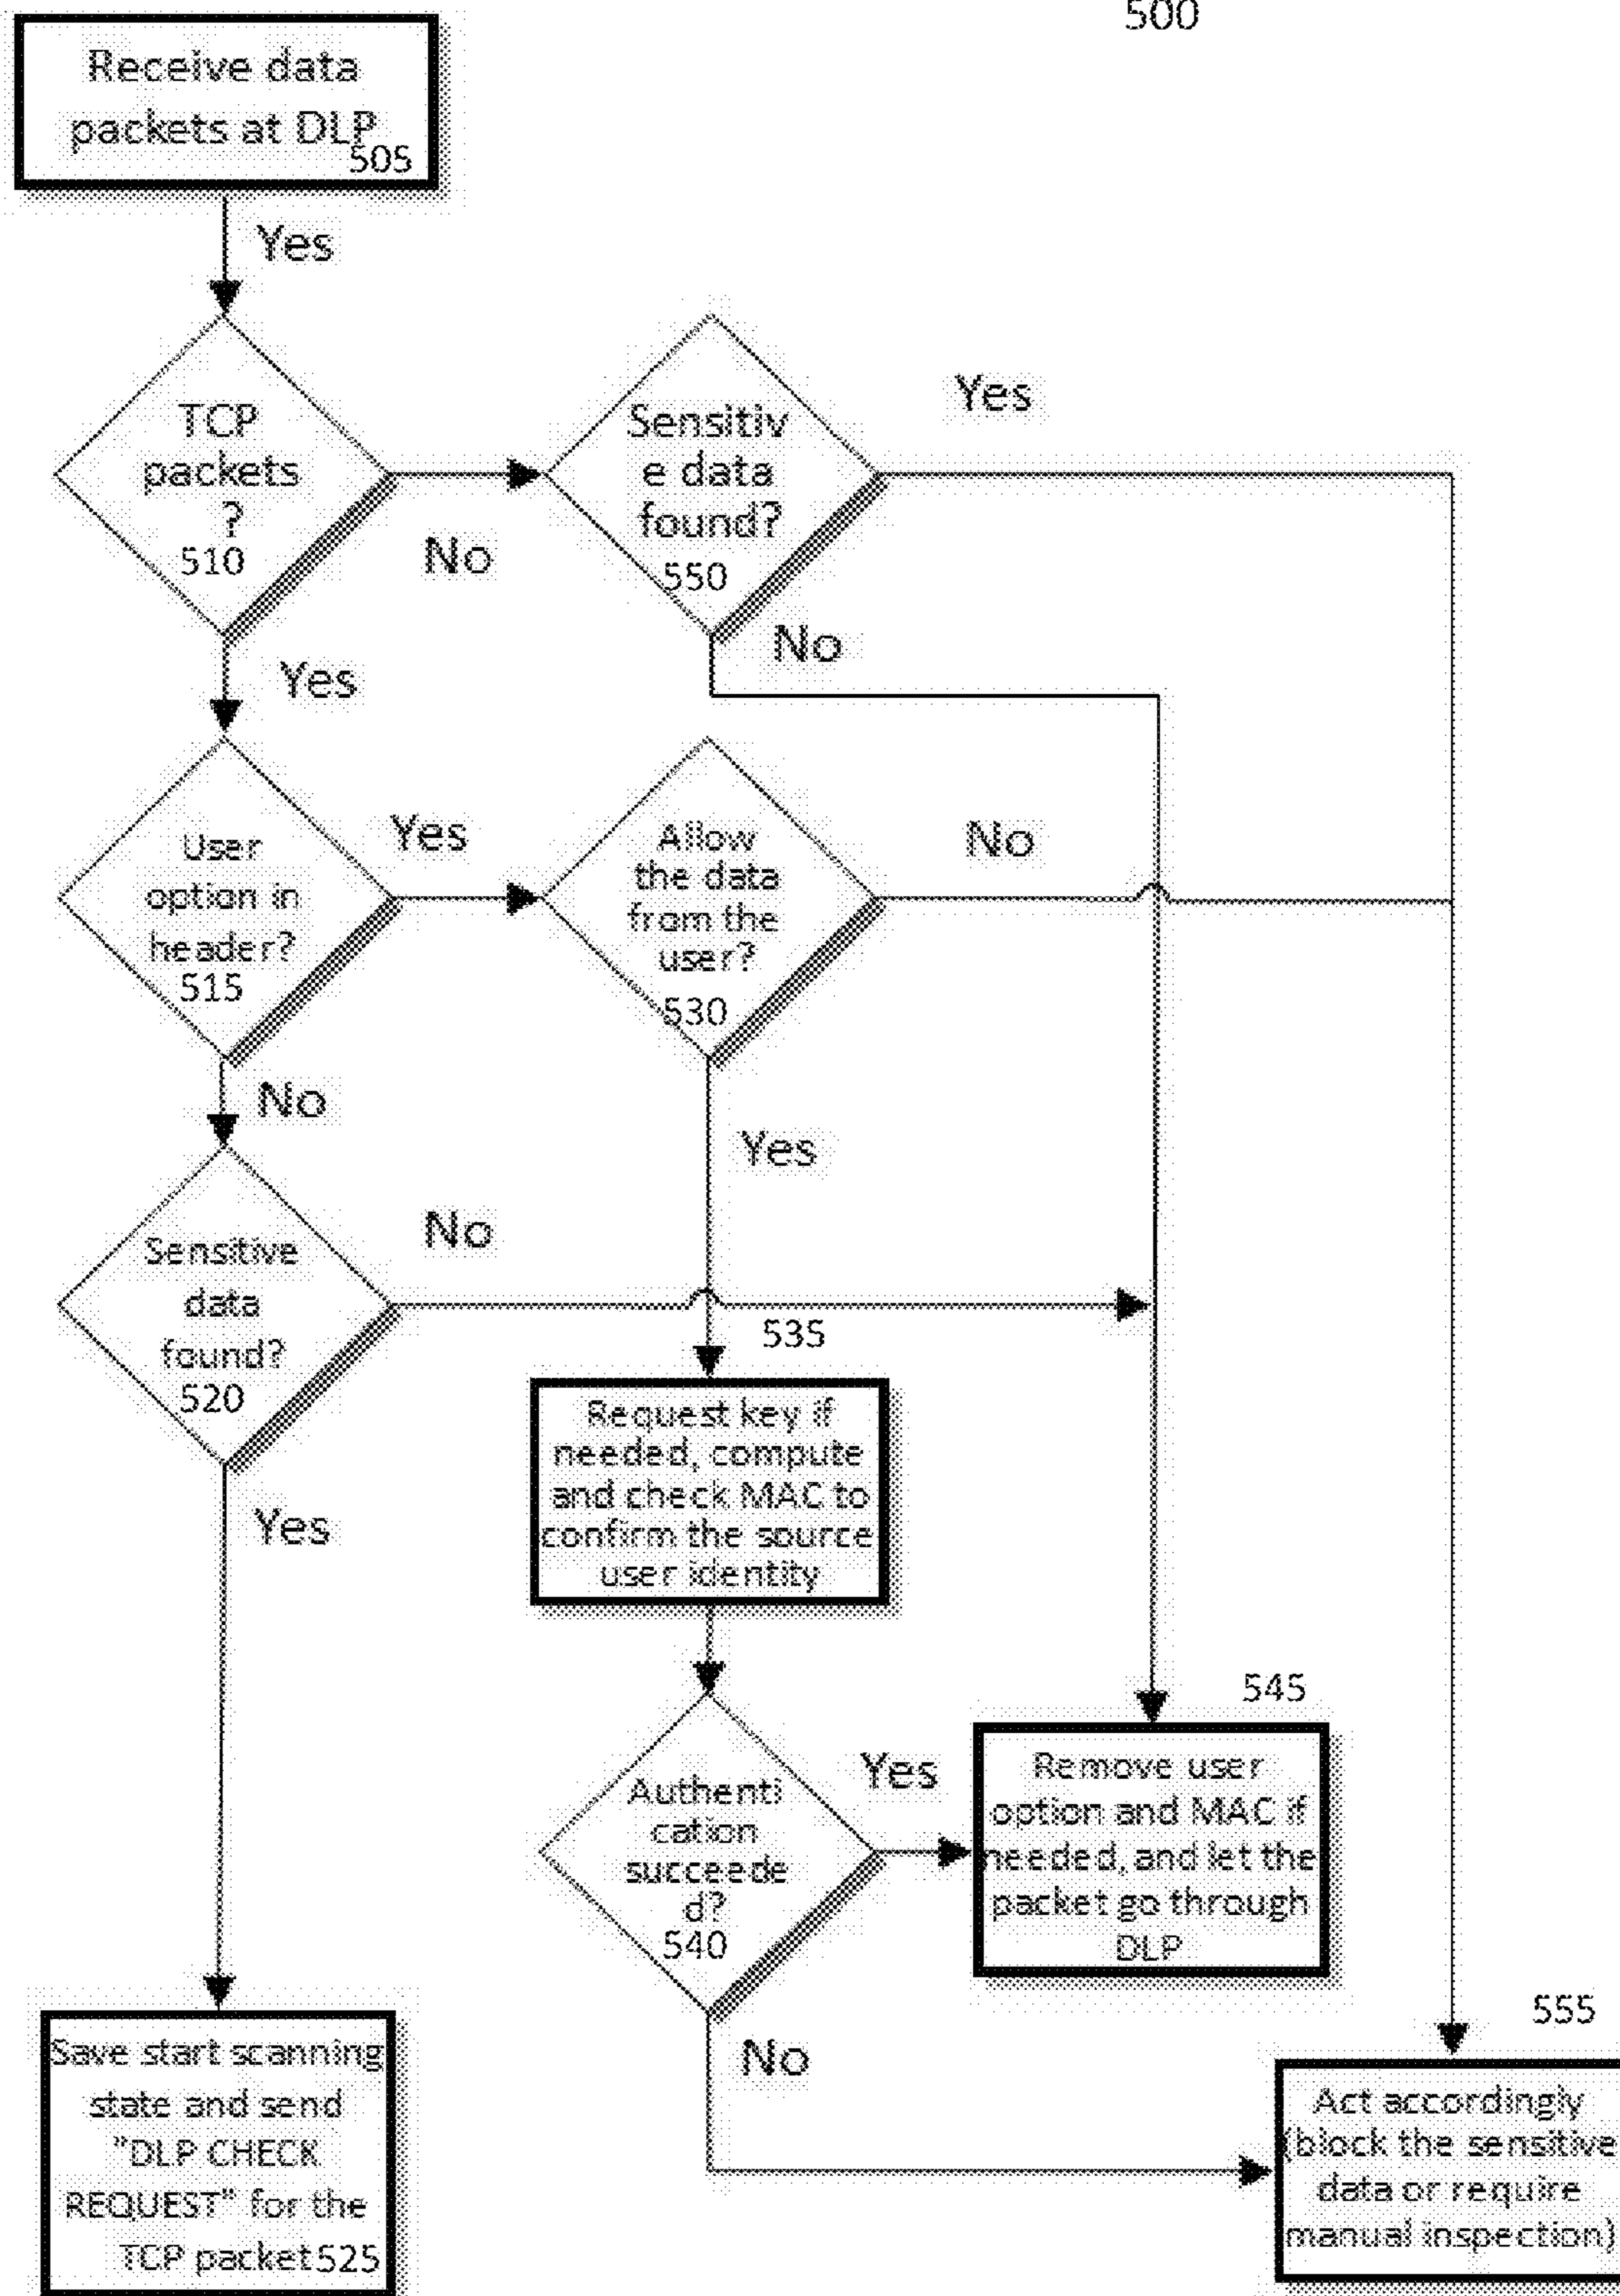 500
Receive data
packets at DLP
505
Yes
TCP
packets
?
510
No
Sensitiv
e data
found?
550
Yes
No
Yes
User
option in
header?
515
Yes
Allow
the data
from the
user?
530
No
No
Yes
Sensitive
data
found?
520
No
Yes
535
Request key if
needed, compute
and check MAC to
confirm the source
user identity
Authenti
cation
succeede
d?
540
Yes
No
545
Remove user
option and MAC if
needed, and let the
packet go through
DLP
Save start scanning
state and send
"DLP CHECK
REQUEST" for the
TCP packet 525
555
Act accordingly
(block the sensitive
data or require
manual inspection)